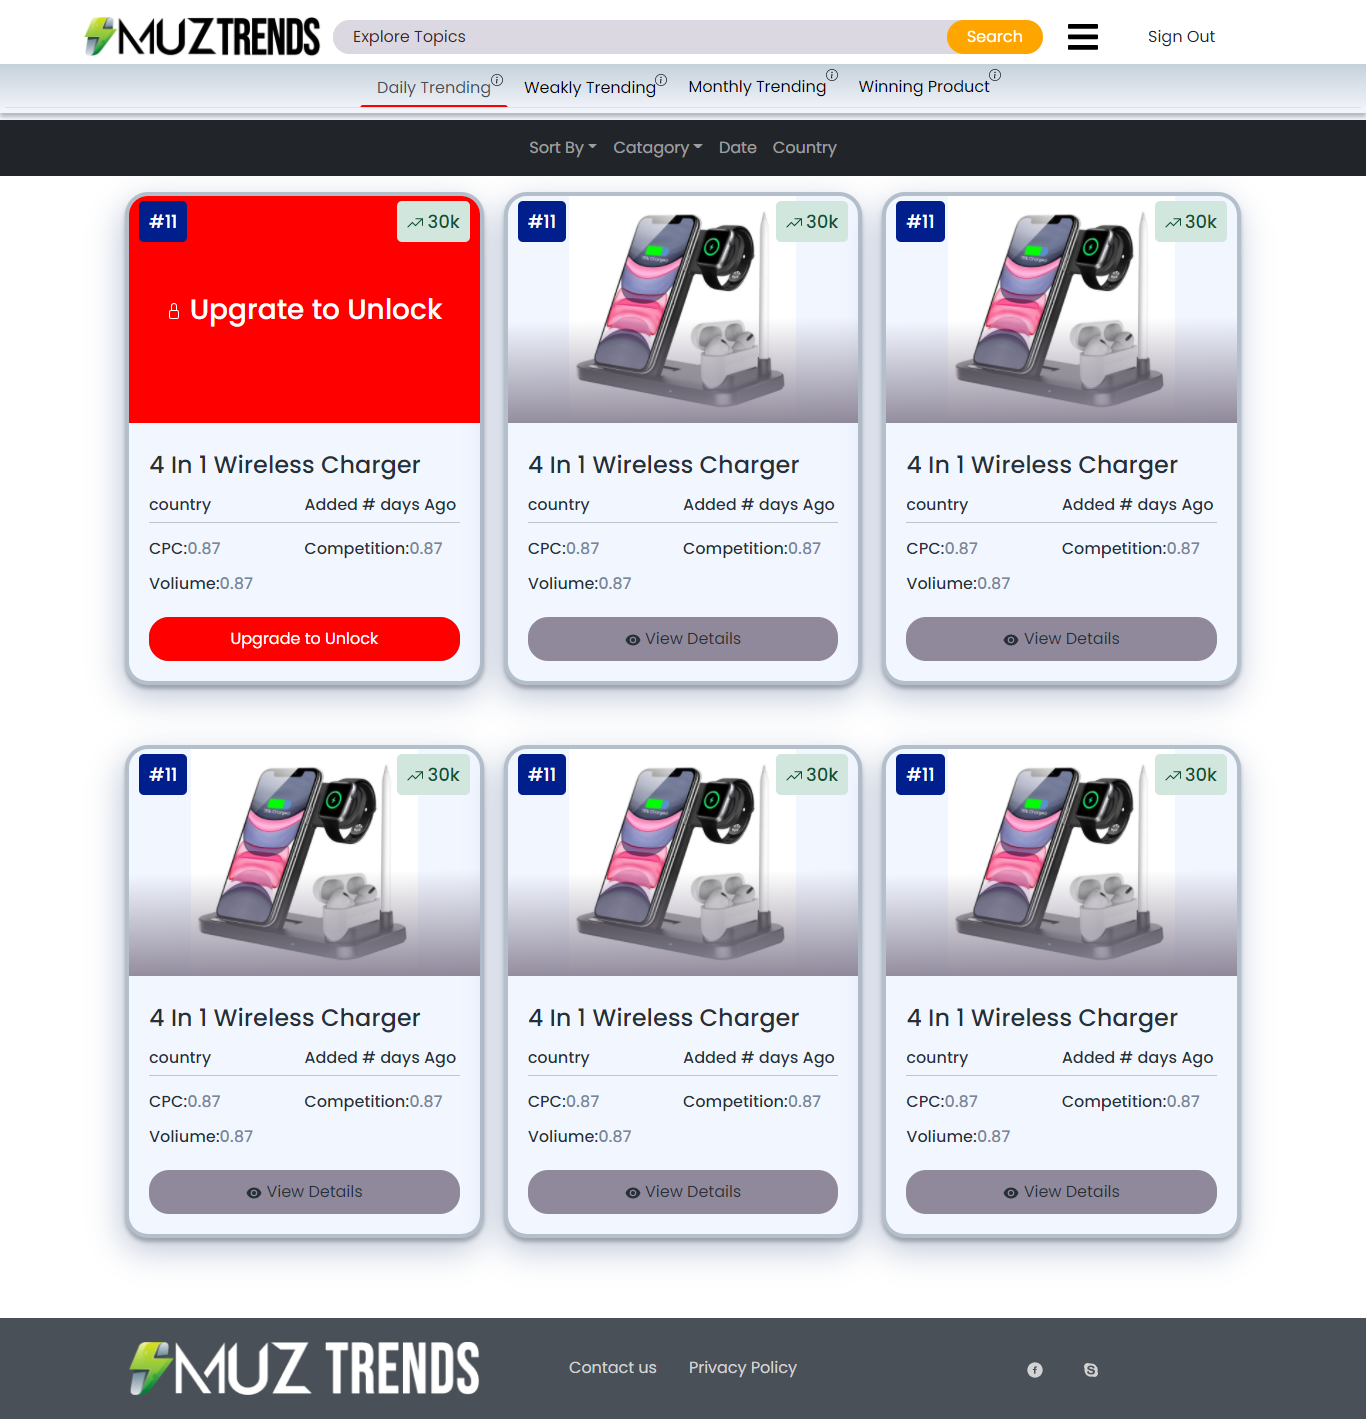 MUZTRENDS
Explore Topics
Search
Sign Out
Daily Trending
Weakly Trending
Monthly Trending
Winning Product
Sort By
Catagory
Date
Country
#11
30k
Upgrate to Unlock
4 In 1 Wireless Charger
country Added # days Ago
CPC:0.87 Competition:0.87
Voliume:0.87
Upgrade to Unlock
#11
30k
4 In 1 Wireless Charger
country Added # days Ago
CPC:0.87 Competition:0.87
Voliume:0.87
View Details
#11
30k
4 In 1 Wireless Charger
country Added # days Ago
CPC:0.87 Competition:0.87
Voliume:0.87
View Details
#11
30k
4 In 1 Wireless Charger
country Added # days Ago
CPC:0.87 Competition:0.87
Voliume:0.87
View Details
#11
30k
4 In 1 Wireless Charger
country Added # days Ago
CPC:0.87 Competition:0.87
Voliume:0.87
View Details
#11
30k
4 In 1 Wireless Charger
country Added # days Ago
CPC:0.87 Competition:0.87
Voliume:0.87
View Details
MUZ TRENDS
Contact us
Privacy Policy